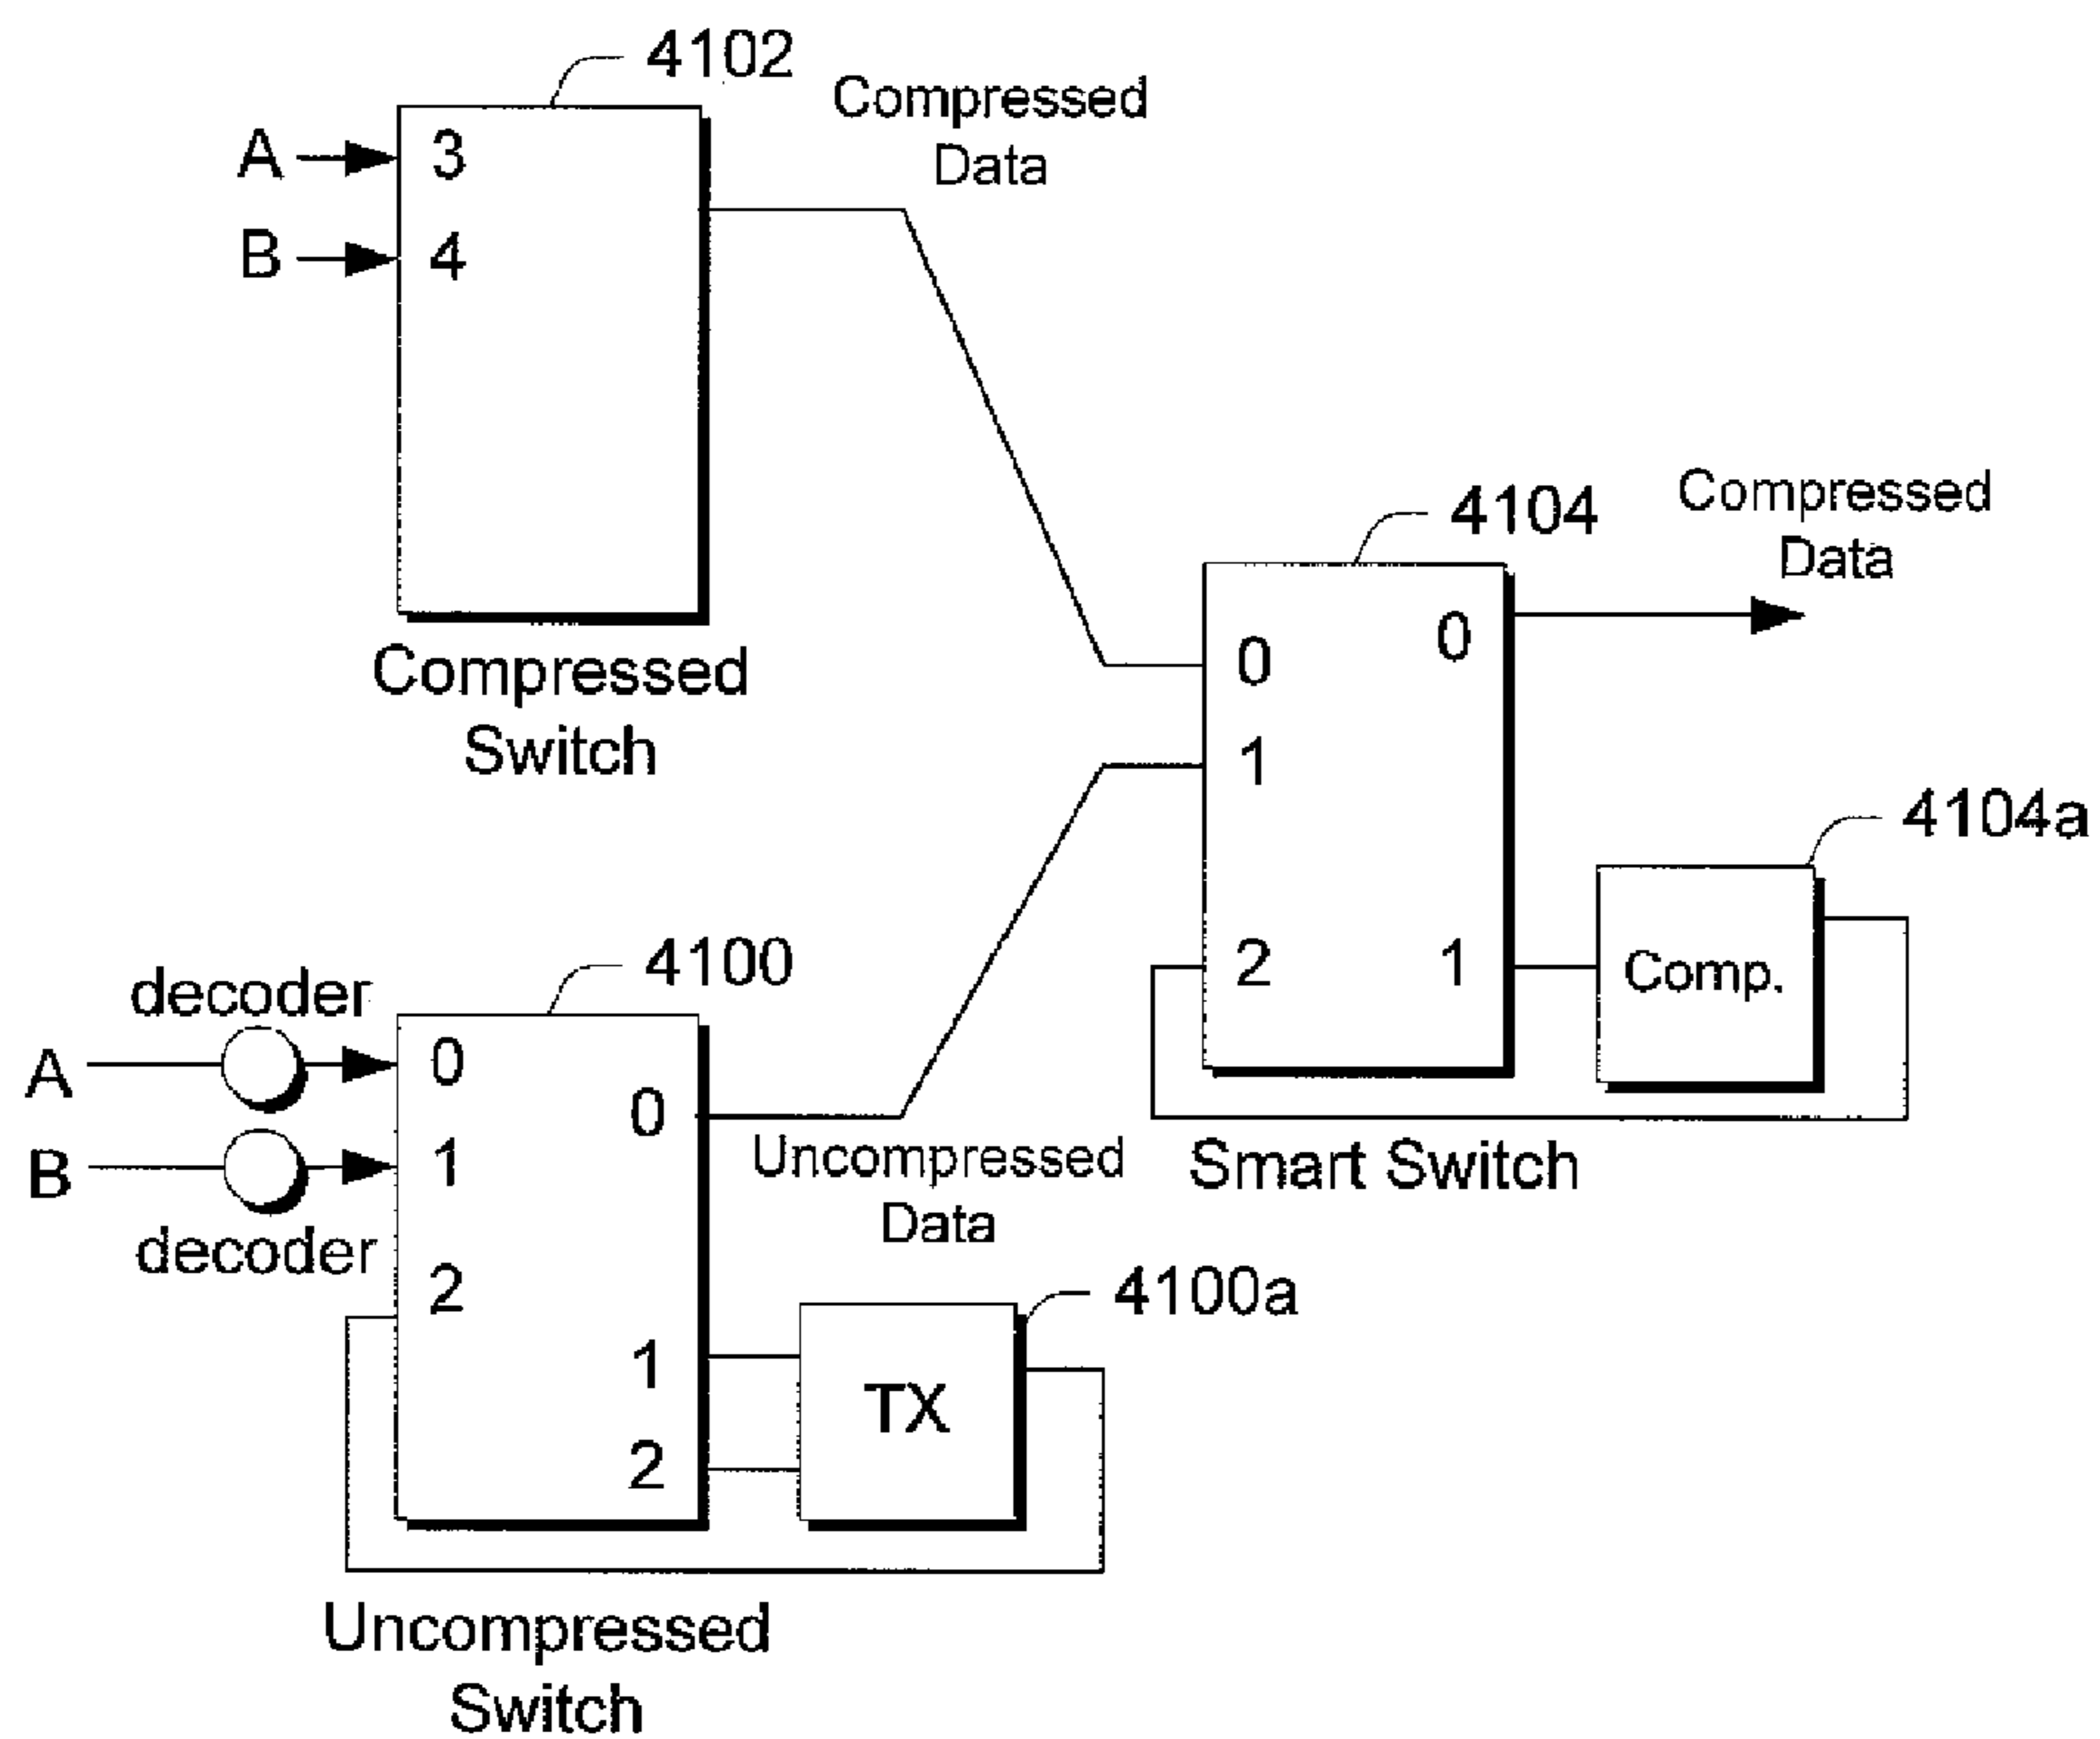 4102
Compressed
Data
A
3
B
4
Compressed
Switch
4104
Compressed
Data
0
0
1
2
1
4104a
Comp.
Smart Switch
4100
decoder
A
0
0
B
1
decoder
2
Uncompressed
Data
4100a
1
TX
2
Uncompressed
Switch